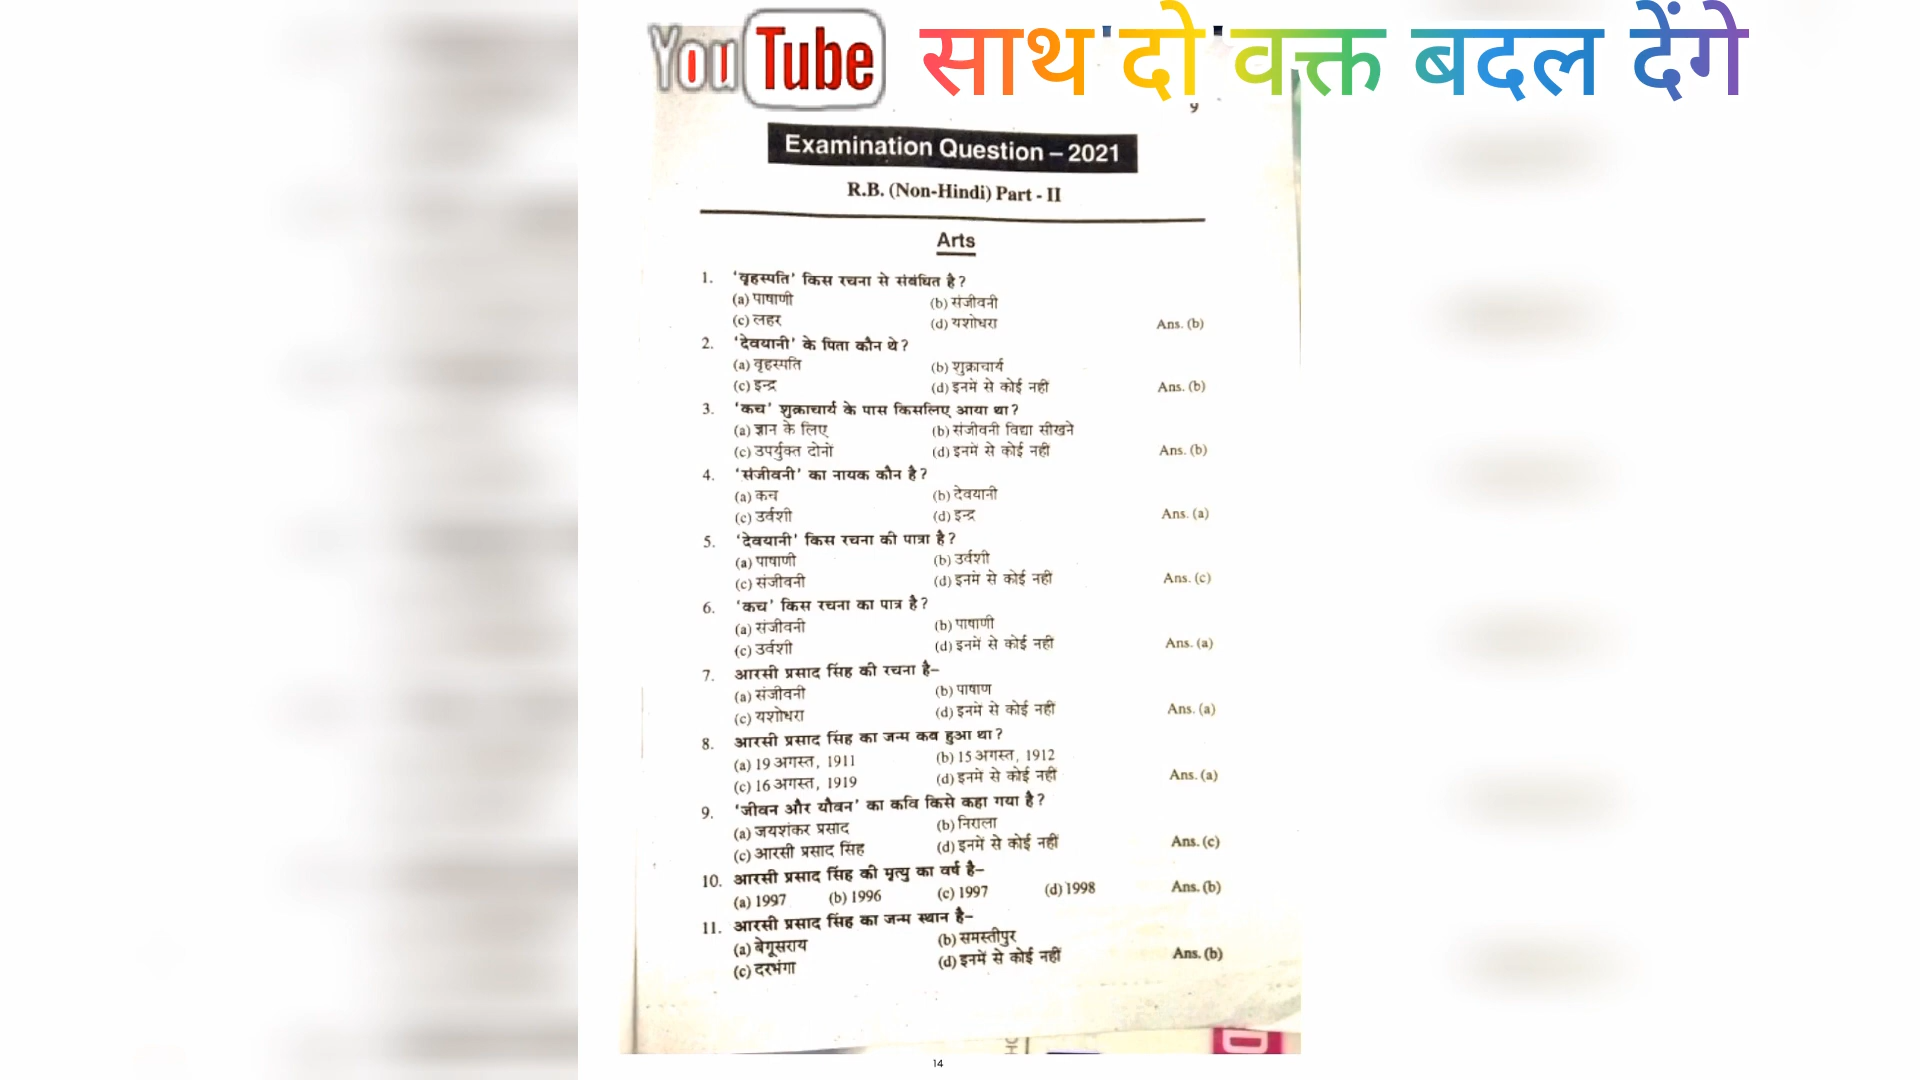 YouTube साथ दो वक्त बदल देंगे
Examination Question – 2021
R.B. (Non-Hindi) Part - II
Arts
1. 'वृहस्पति' किस रचना से संबंधित है?
(a) पाषाणी (b) संजीवनी
(c) लहर (d) यशोधरा Ans. (b)
2. 'देवयानी' के पिता कौन थे?
(a) वृहस्पति (b) शुक्राचार्य
(c) इन्द्र (d) इनमें से कोई नहीं Ans. (b)
3. 'कच' शुक्राचार्य के पास किसलिए आया था?
(a) ज्ञान के लिए (b) संजीवनी विद्या सीखने
(c) उपर्युक्त दोनों (d) इनमें से कोई नहीं Ans. (b)
4. 'संजीवनी' का नायक कौन है?
(a) कच (b) देवयानी
(c) उर्वशी (d) इन्द्र Ans. (a)
5. 'देवयानी' किस रचना की पात्रा है?
(a) पाषाणी (b) उर्वशी
(c) संजीवनी (d) इनमें से कोई नहीं Ans. (c)
6. 'कच' किस रचना का पात्र है?
(a) संजीवनी (b) पाषाणी
(c) उर्वशी (d) इनमें से कोई नहीं Ans. (a)
7. आरसी प्रसाद सिंह की रचना है–
(a) संजीवनी (b) पाषाण
(c) यशोधरा (d) इनमें से कोई नहीं Ans. (a)
8. आरसी प्रसाद सिंह का जन्म कब हुआ था?
(a) 19 अगस्त, 1911 (b) 15 अगस्त, 1912
(c) 16 अगस्त, 1919 (d) इनमें से कोई नहीं Ans. (a)
9. 'जीवन और यौवन' का कवि किसे कहा गया है?
(a) जयशंकर प्रसाद (b) निराला
(c) आरसी प्रसाद सिंह (d) इनमें से कोई नहीं Ans. (c)
10. आरसी प्रसाद सिंह की मृत्यु का वर्ष है–
(a) 1997 (b) 1996 (c) 1997 (d) 1998 Ans. (b)
11. आरसी प्रसाद सिंह का जन्म स्थान है–
(a) बेगूसराय (b) समस्तीपुर
(c) दरभंगा (d) इनमें से कोई नहीं Ans. (b)
14